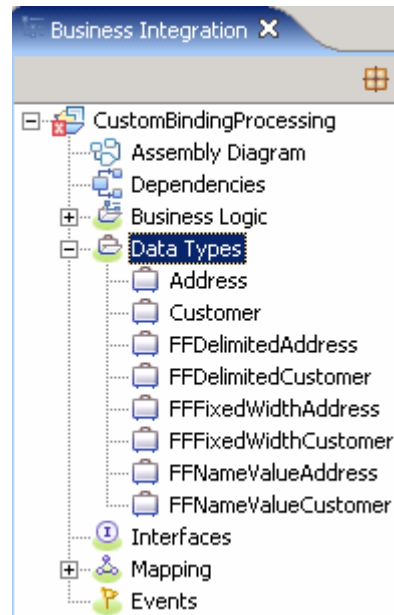 Business Integration
CustomBindingProcessing
Assembly Diagram
Dependencies
Business Logic
Data Types
Address
Customer
FFDelimitedAddress
FFDelimitedCustomer
FFFixedWidthAddress
FFFixedWidthCustomer
FFNameValueAddress
FFNameValueCustomer
Interfaces
Mapping
Events